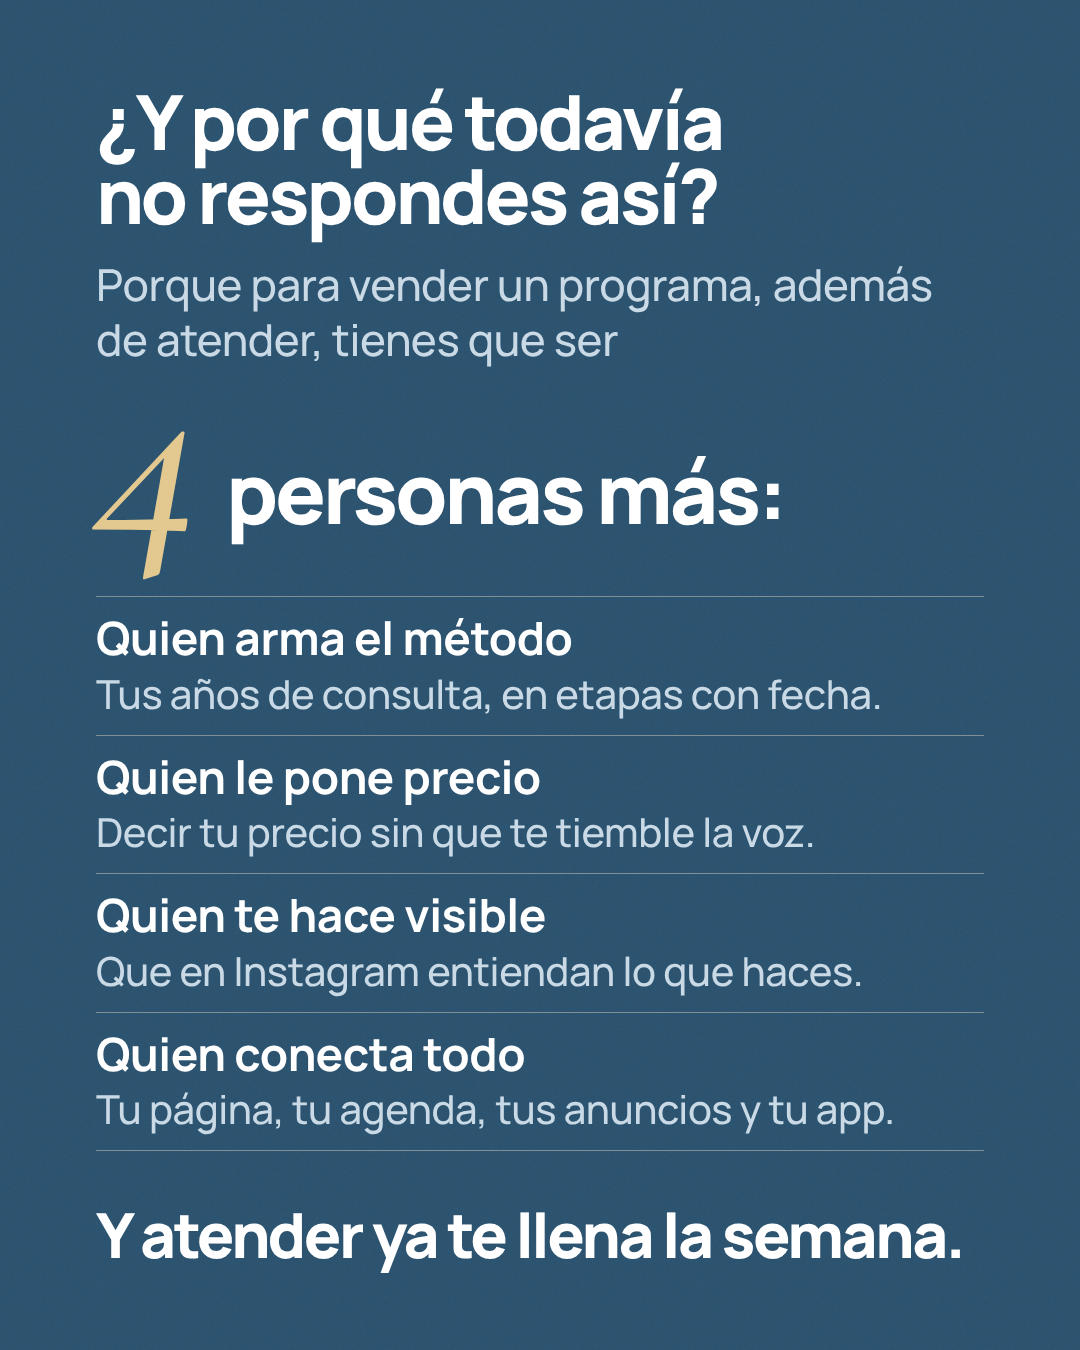 ¿Y por qué todavía
no respondes así?
Porque para vender un programa, además
de atender, tienes que ser
4 personas más:
Quien arma el método
Tus años de consulta, en etapas con fecha.
Quien le pone precio
Decir tu precio sin que te tiemble la voz.
Quien te hace visible
Que en Instagram entiendan lo que haces.
Quien conecta todo
Tu página, tu agenda, tus anuncios y tu app.
Y atender ya te llena la semana.